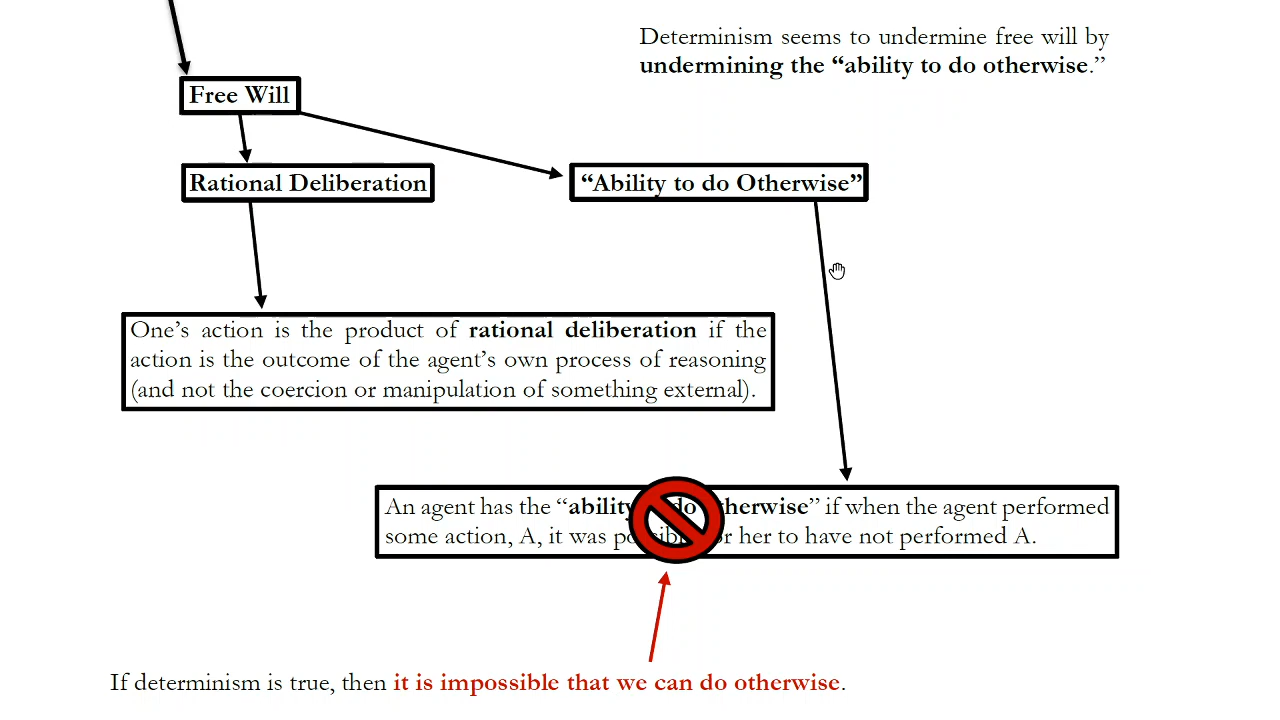 Determinism seems to undermine free will by
undermining the “ability to do otherwise.”
Free Will
Rational Deliberation
“Ability to do Otherwise”
One’s action is the product of rational deliberation if the
action is the outcome of the agent’s own process of reasoning
(and not the coercion or manipulation of something external).
An agent has the “ability do otherwise” if when the agent performed
some action, A, it was possible for her to have not performed A.
If determinism is true, then it is impossible that we can do otherwise.